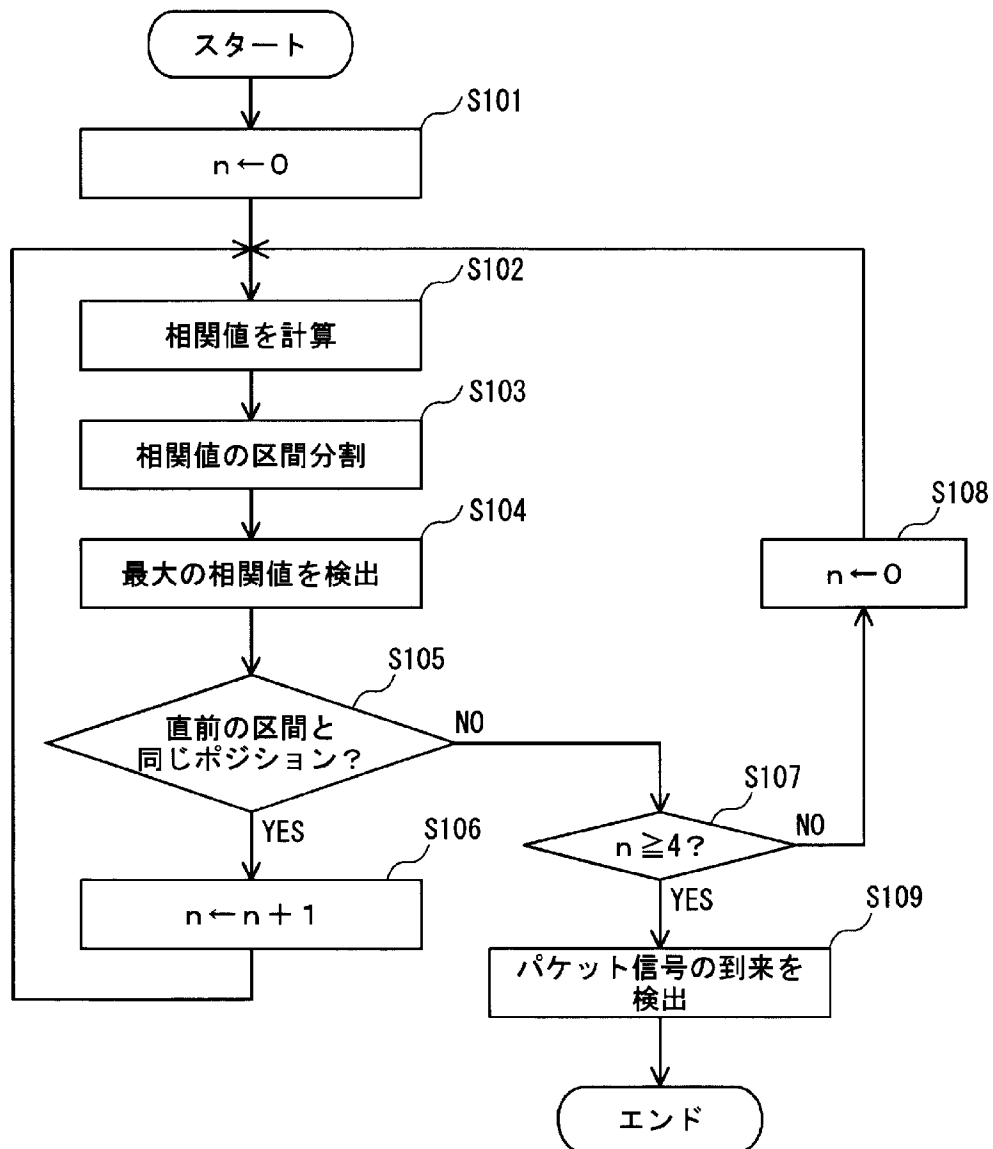 スタート
S101
n←0
S102
相関値を計算
S103
相関値の区間分割
S104
最大の相関値を検出
S108
n←0
S105
直前の区間と
同じポジション?
NO
YES
S107
n≧4?
NO
YES
S106
n←n+1
S109
パケット信号の到来を
検出
エンド